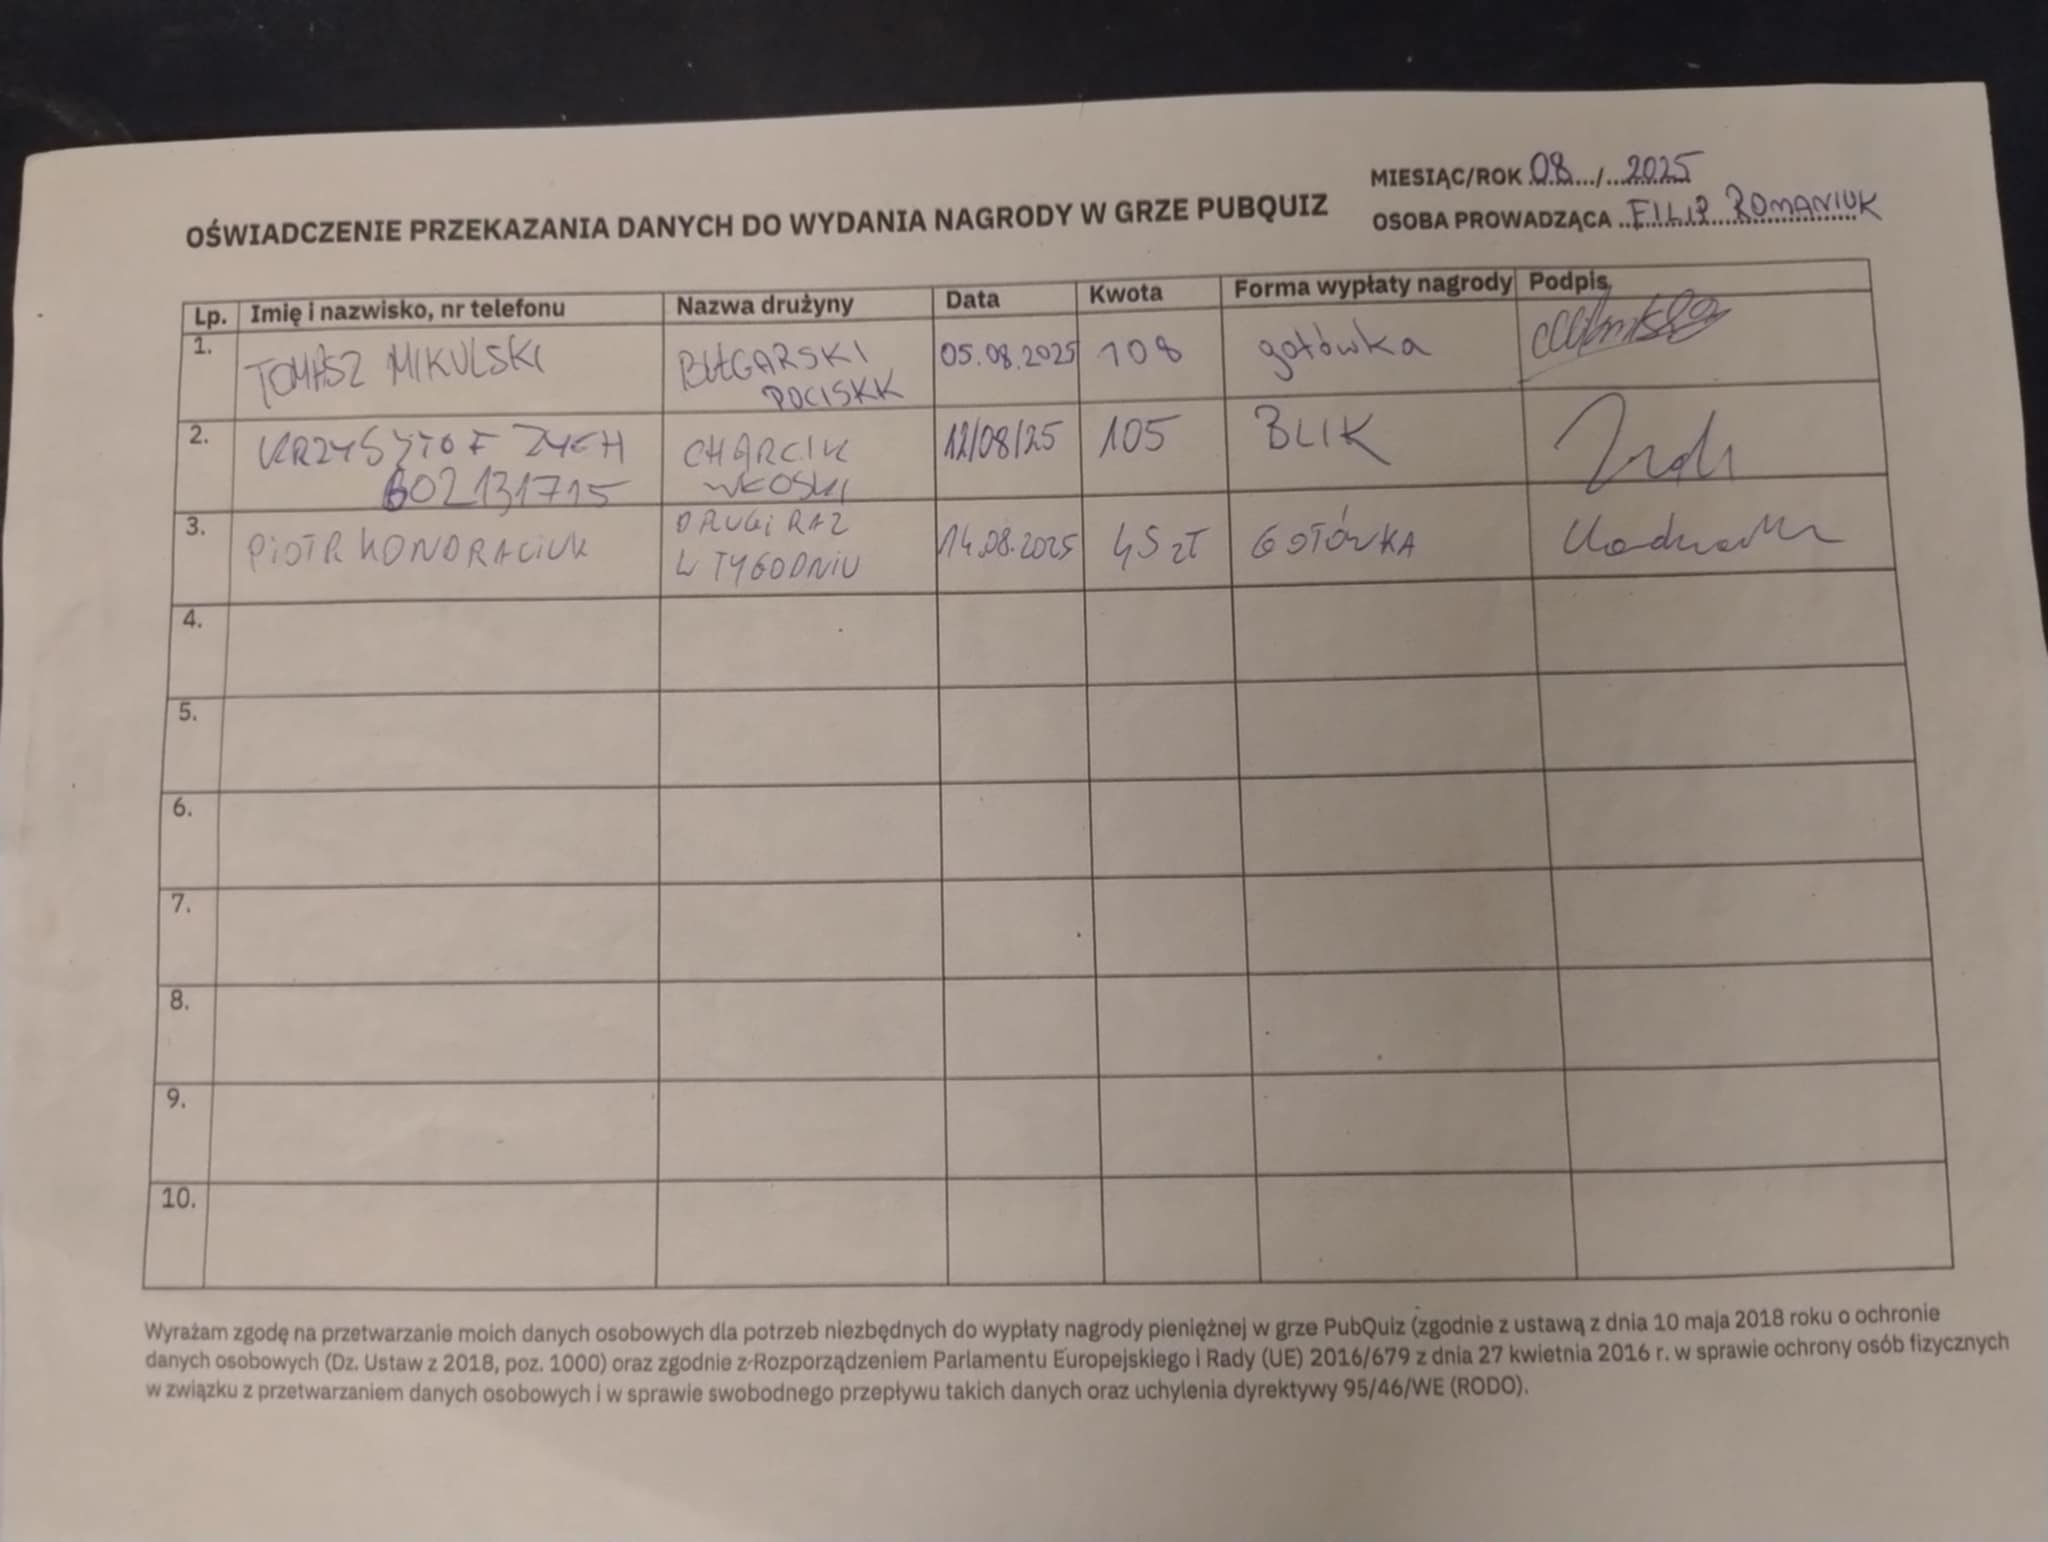 MIESIĄC/ROK 08.../...2025
OŚWIADCZENIE PRZEKAZANIA DANYCH DO WYDANIA NAGRODY W GRZE PUBQUIZ
OSOBA PROWADZĄCA ..FILIP ROMANIUK
Lp. Imię i nazwisko, nr telefonu Nazwa drużyny Data Kwota Forma wypłaty nagrody Podpis
1. TOMASZ MIKULSKI BUŁGARSKI POCISKK 05.08.2025 108 gotówka
2. KRZYSZTOF ZYCH 602131715 CHARCIK WŁOSKI 12/08/25 105 BLIK
3. PIOTR KONDRACIUK DRUGI RAZ W TYGODNIU 14.08.2025 45 zł GOTÓWKA
4.
5.
6.
7.
8.
9.
10.
Wyrażam zgodę na przetwarzanie moich danych osobowych dla potrzeb niezbędnych do wypłaty nagrody pieniężnej w grze PubQuiz (zgodnie z ustawą z dnia 10 maja 2018 roku o ochronie
danych osobowych (Dz. Ustaw z 2018, poz. 1000) oraz zgodnie z Rozporządzeniem Parlamentu Europejskiego i Rady (UE) 2016/679 z dnia 27 kwietnia 2016 r. w sprawie ochrony osób fizycznych
w związku z przetwarzaniem danych osobowych i w sprawie swobodnego przepływu takich danych oraz uchylenia dyrektywy 95/46/WE (RODO).